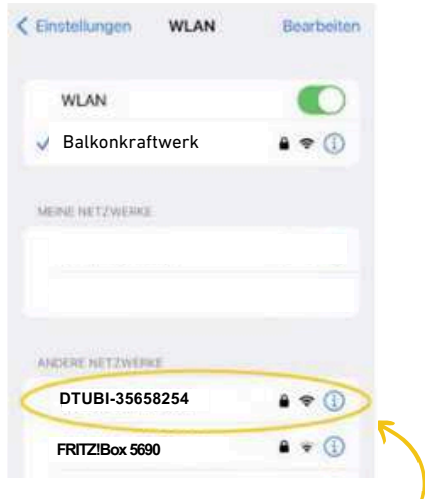 Einstellungen WLAN Bearbeiten
WLAN
Balkonkraftwerk
MEINE NETZWERKE
ANDERE NETZWERKE
DTUBI-35658254
FRITZ!Box 5690